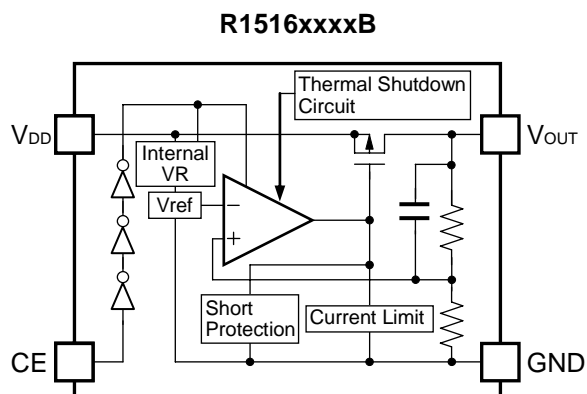 R1516xxxxB
Thermal Shutdown
Circuit
VDD
VOUT
Internal
VR
Vref
−
+
Short
Protection
Current Limit
CE
GND